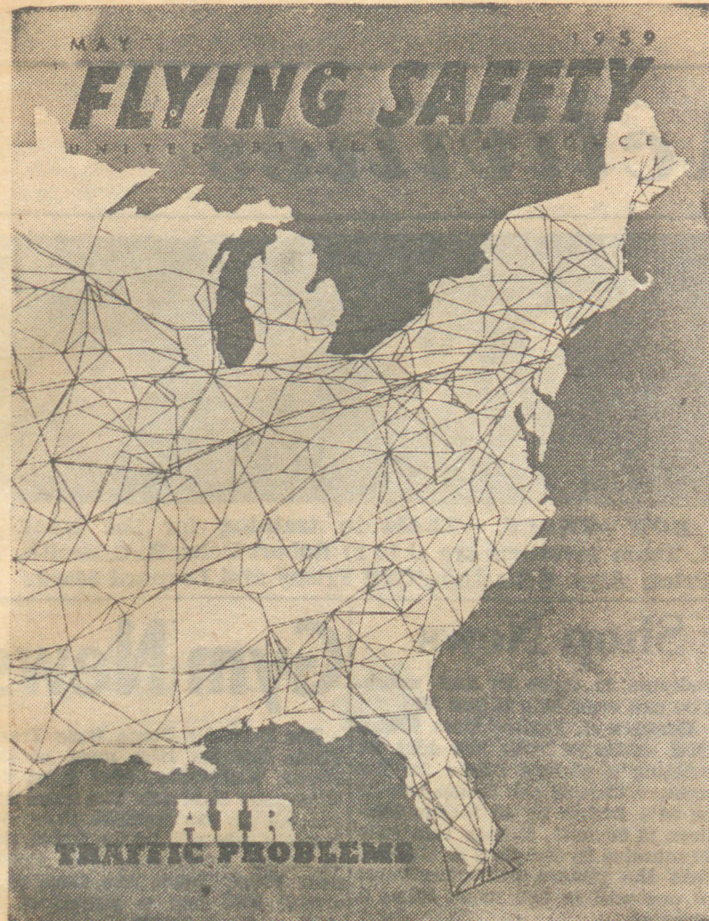 MAY 1959
FLYING SAFETY
UNITED STATES AIR FORCE
AIR
TRAFFIC PROBLEMS